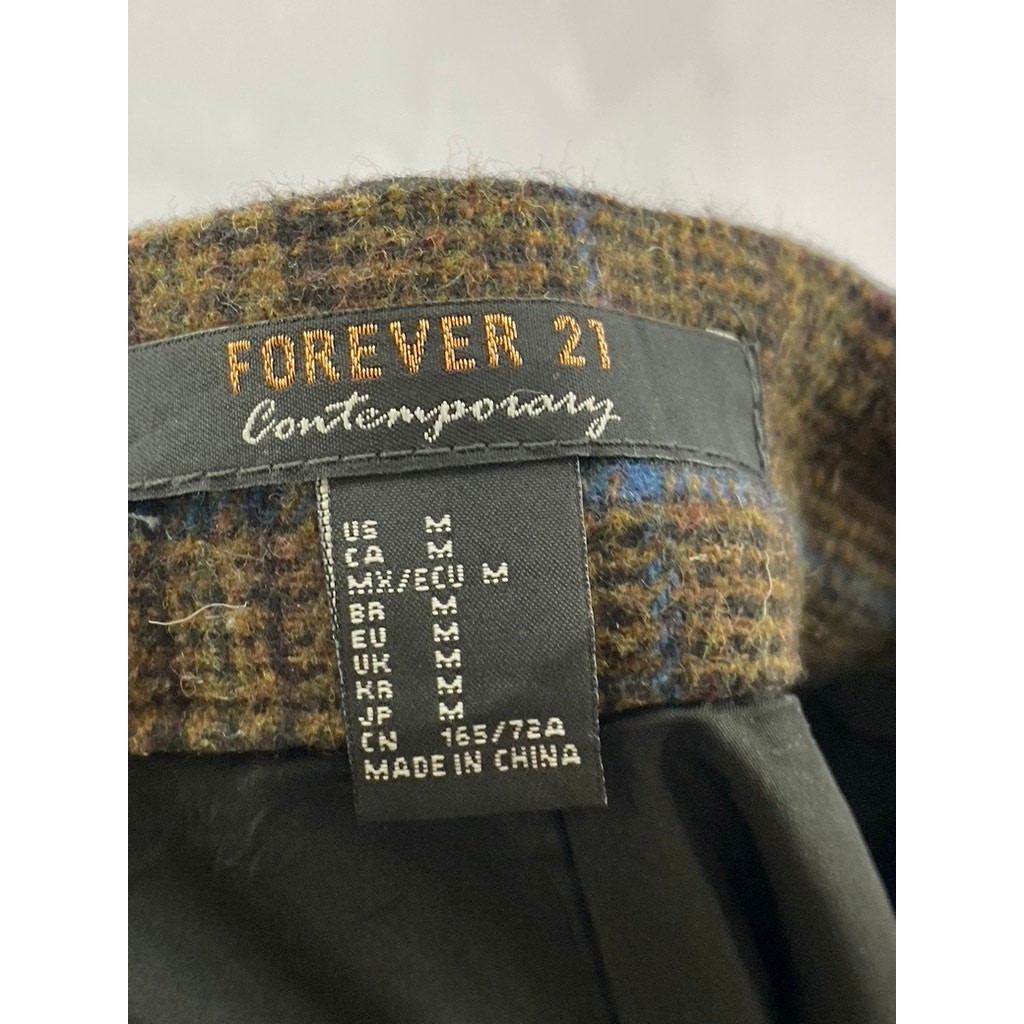 FOREVER 21
Contemporary
US M
CA M
MX/ECU M
BR M
EU M
UK M
KR M
JP M
CN 165/72A
MADE IN CHINA